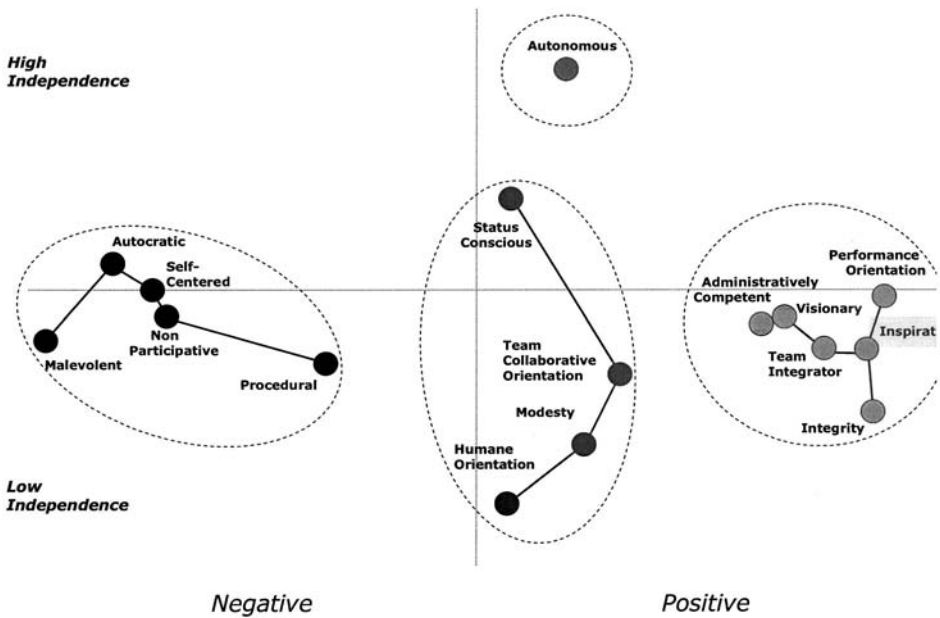 High
Independence
Autonomous
Status
Conscious
Autocratic
Self-
Centered
Non
Participative
Malevolent
Procedural
Team
Collaborative
Orientation
Modesty
Humane
Orientation
Performance
Orientation
Administratively
Competent
Visionary
Inspirat
Team
Integrator
Integrity
Low
Independence
Negative
Positive